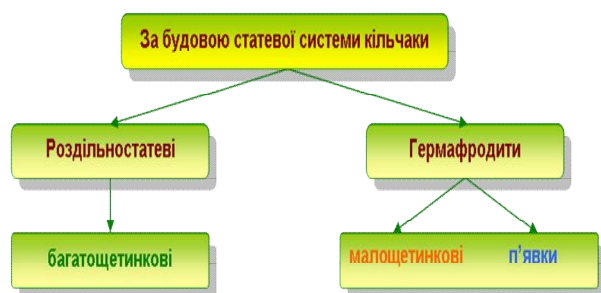 За будовою статевої системи кільчаки
Роздільностатеві
Гермафродити
багатощетинкові
малощетинкові п’явки